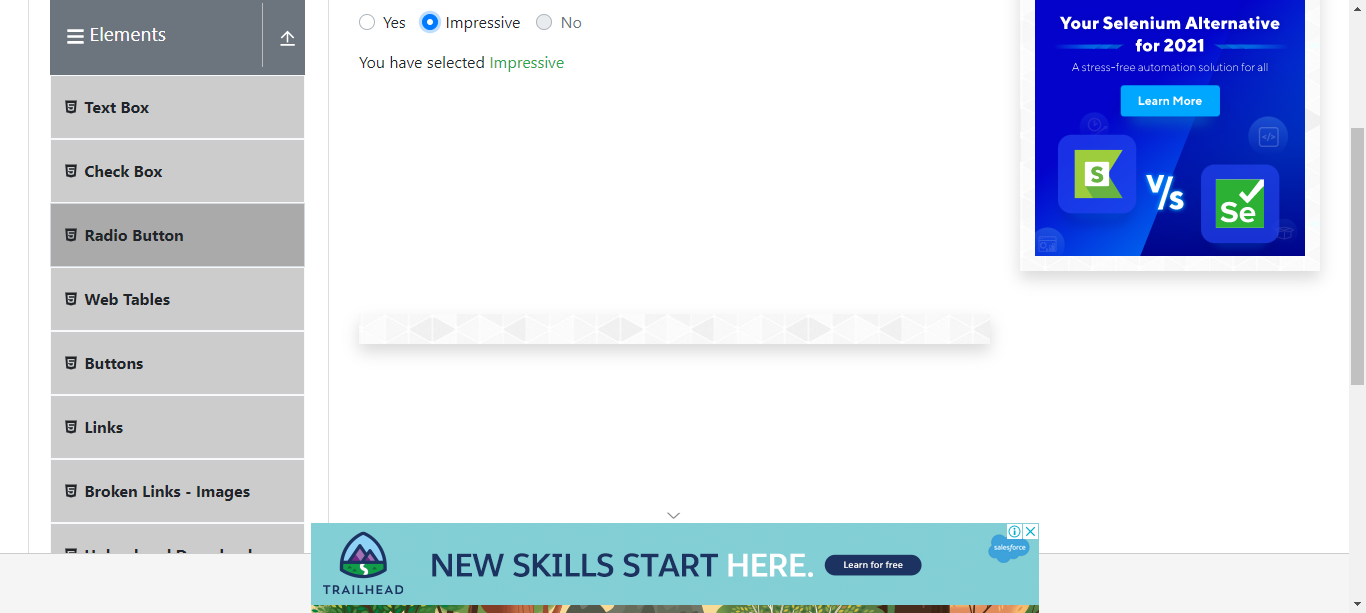 Elements
Text Box
Check Box
Radio Button
Web Tables
Buttons
Links
Broken Links - Images
Yes Impressive No
You have selected Impressive
Your Selenium Alternative
for 2021
A stress-free automation solution for all
Learn More
S
V/s
Se
TRAILHEAD
NEW SKILLS START HERE.
Learn for free
salesforce